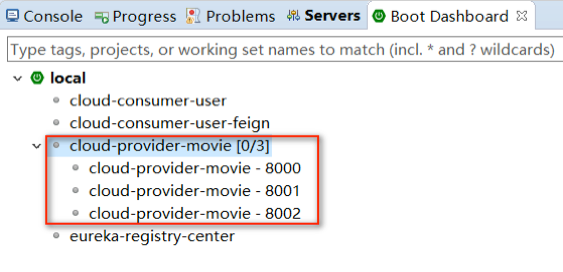 Console Progress Problems Servers Boot Dashboard
Type tags, projects, or working set names to match (incl. * and ? wildcards)
local
cloud-consumer-user
cloud-consumer-user-feign
cloud-provider-movie [0/3]
cloud-provider-movie - 8000
cloud-provider-movie - 8001
cloud-provider-movie - 8002
eureka-registry-center